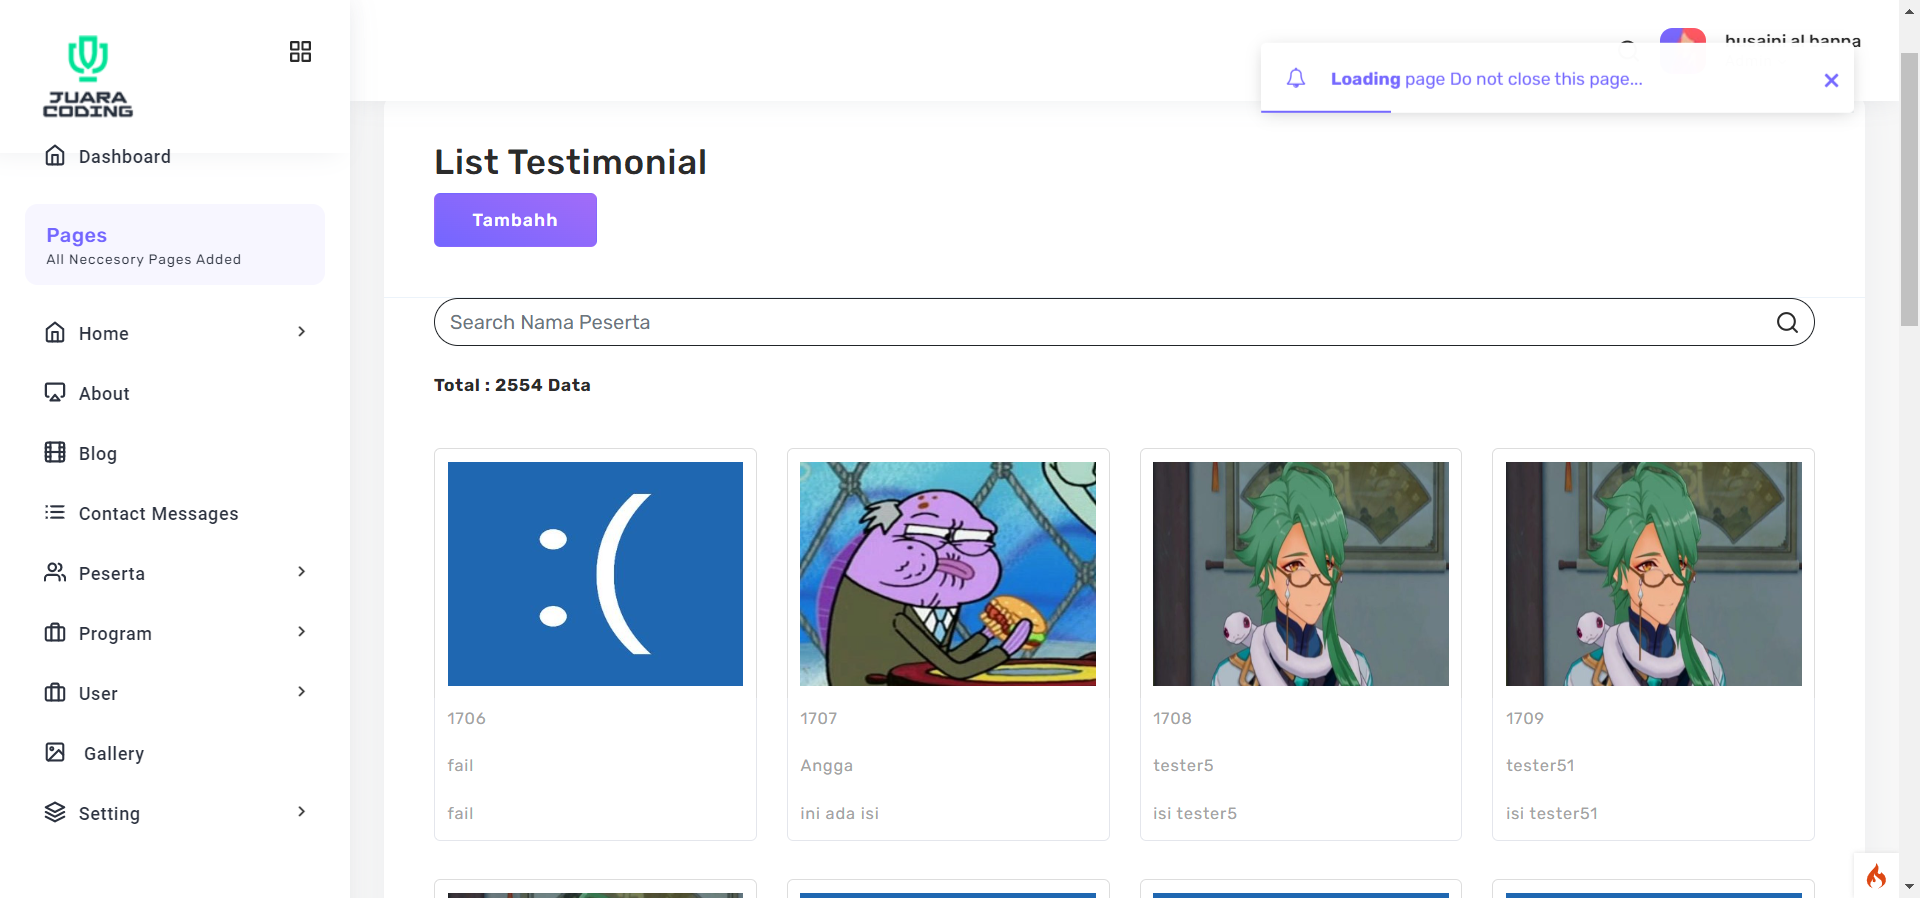 JUARA
CODING
husaini al banna
Loading page Do not close this page...
Dashboard
Pages
All Neccesory Pages Added
Home
About
Blog
Contact Messages
Peserta
Program
User
Gallery
Setting
List Testimonial
Tambahh
Search Nama Peserta
Total : 2554 Data
1706
fail
fail
1707
Angga
ini ada isi
1708
tester5
isi tester5
1709
tester51
isi tester51